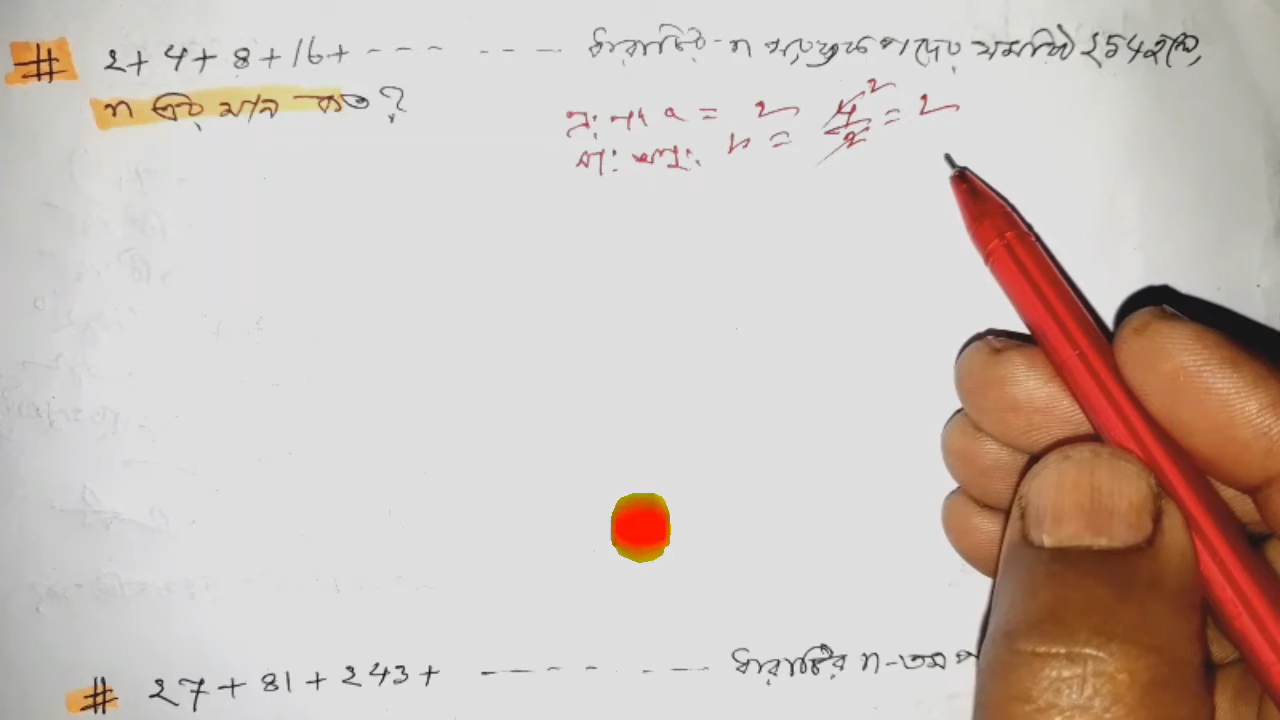 # 2+ 4+ 8+16+ ---- ---- ধারাটির- n সংখ্যক পদের সমষ্টি 254 হলে,
n এর মান কত?
প্র: পদ a = 2
সা: অনু: r = 4/2 = 2
# 27+81+243+ ---- ---- ধারাটির n-তম প